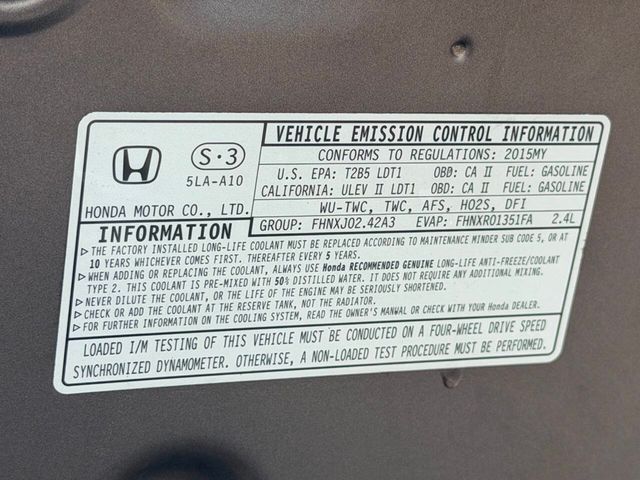 VEHICLE EMISSION CONTROL INFORMATION
CONFORMS TO REGULATIONS: 2015MY
U.S. EPA: T2B5 LDT1 OBD: CA II FUEL: GASOLINE
CALIFORNIA: ULEV II LDT1 OBD: CA II FUEL: GASOLINE
WU-TWC, TWC, AFS, HO2S, DFI
GROUP: FHNXJ02.42A3 EVAP: FHNXR01351FA 2.4L
S·3
5LA-A10
HONDA MOTOR CO., LTD.
INFORMATION
▷ THE FACTORY INSTALLED LONG-LIFE COOLANT MUST BE REPLACED ACCORDING TO MAINTENANCE MINDER SUB CODE 5, OR AT
10 YEARS WHICHEVER COMES FIRST. THEREAFTER EVERY 5 YEARS.
▷ WHEN ADDING OR REPLACING THE COOLANT, ALWAYS USE Honda RECOMMENDED GENUINE LONG-LIFE ANTI-FREEZE/COOLANT
TYPE 2. THIS COOLANT IS PRE-MIXED WITH 50% DISTILLED WATER. IT DOES NOT REQUIRE ANY ADDITIONAL MIXING.
▷ NEVER DILUTE THE COOLANT, OR THE LIFE OF THE ENGINE MAY BE SERIOUSLY SHORTENED.
▷ CHECK OR ADD THE COOLANT AT THE RESERVE TANK, NOT THE RADIATOR.
▷ FOR FURTHER INFORMATION ON THE COOLING SYSTEM, READ THE OWNER'S MANUAL OR CHECK WITH YOUR Honda DEALER.
LOADED I/M TESTING OF THIS VEHICLE MUST BE CONDUCTED ON A FOUR-WHEEL DRIVE SPEED
SYNCHRONIZED DYNAMOMETER. OTHERWISE, A NON-LOADED TEST PROCEDURE MUST BE PERFORMED.